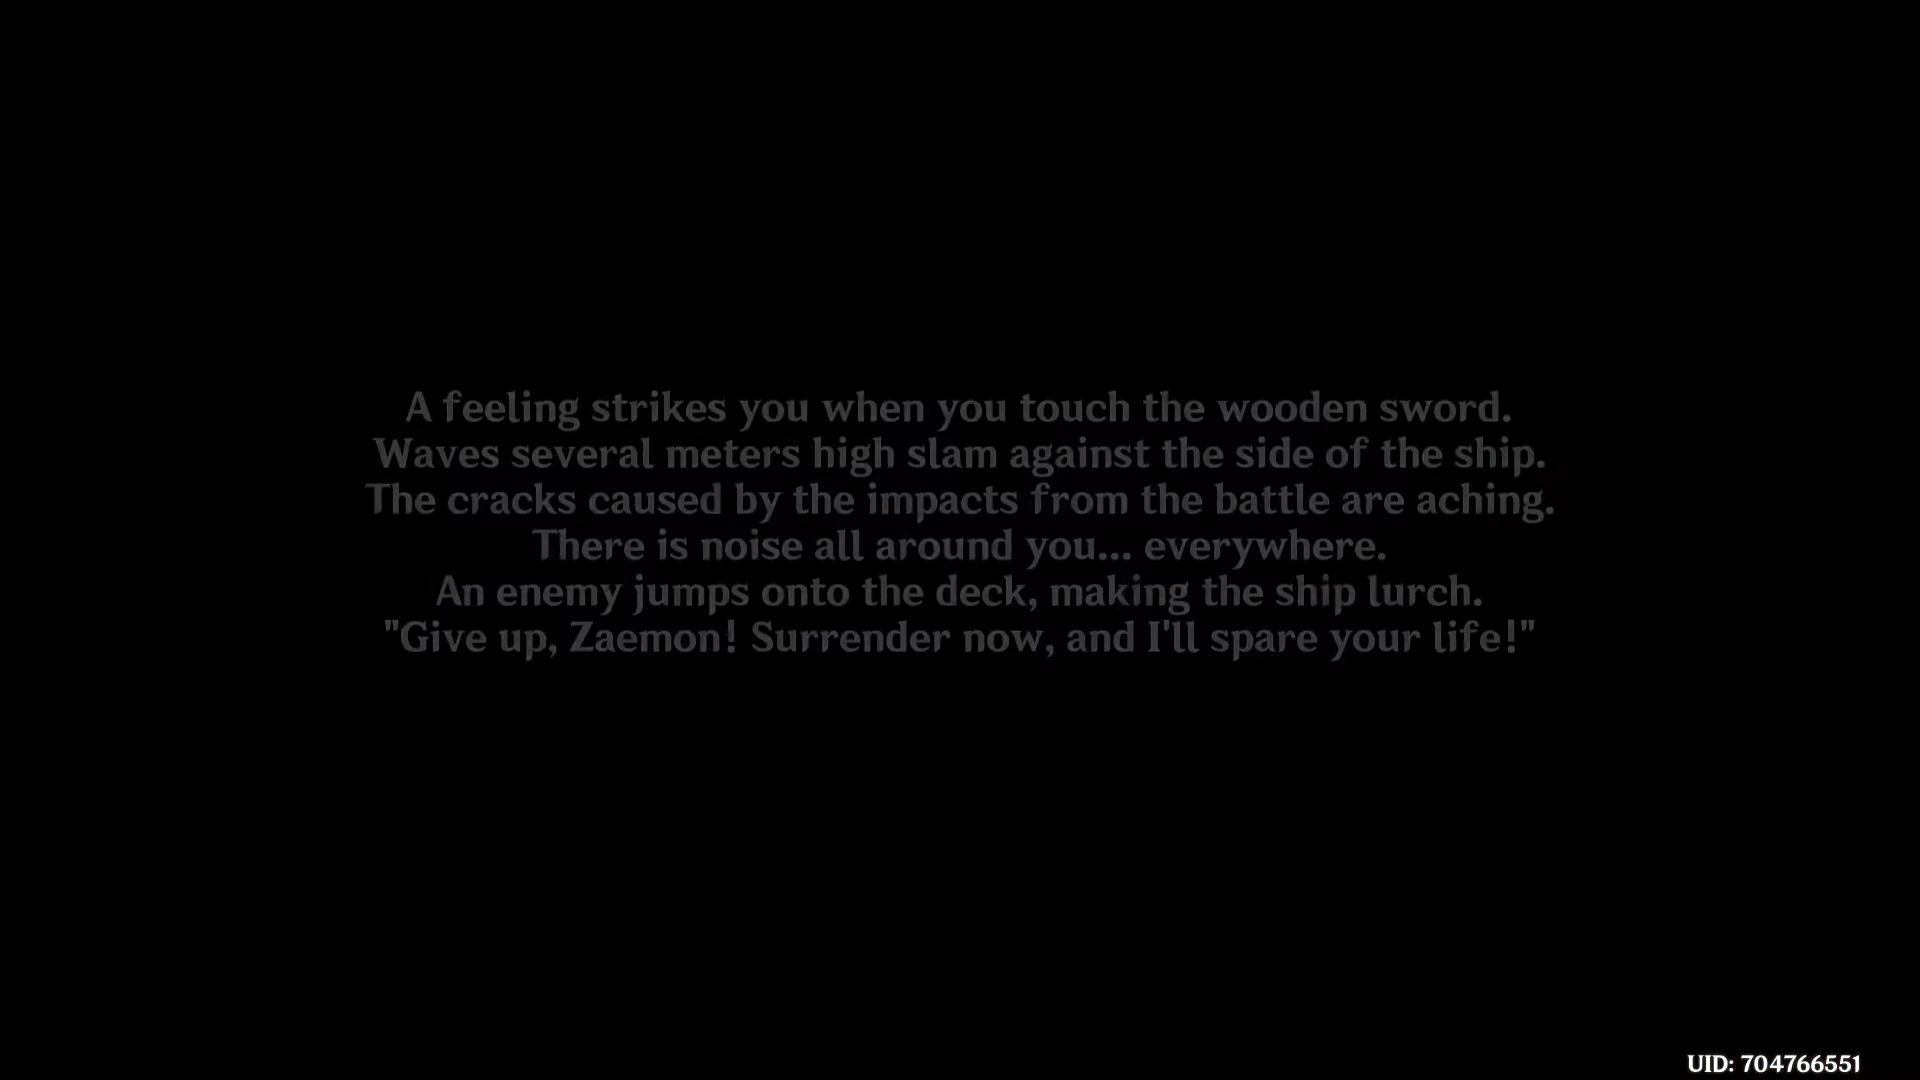 A feeling strikes you when you touch the wooden sword.
Waves several meters high slam against the side of the ship.
The cracks caused by the impacts from the battle are aching.
There is noise all around you... everywhere.
An enemy jumps onto the deck, making the ship lurch.
"Give up, Zaemon! Surrender now, and I'll spare your life!"
UID: 704766551